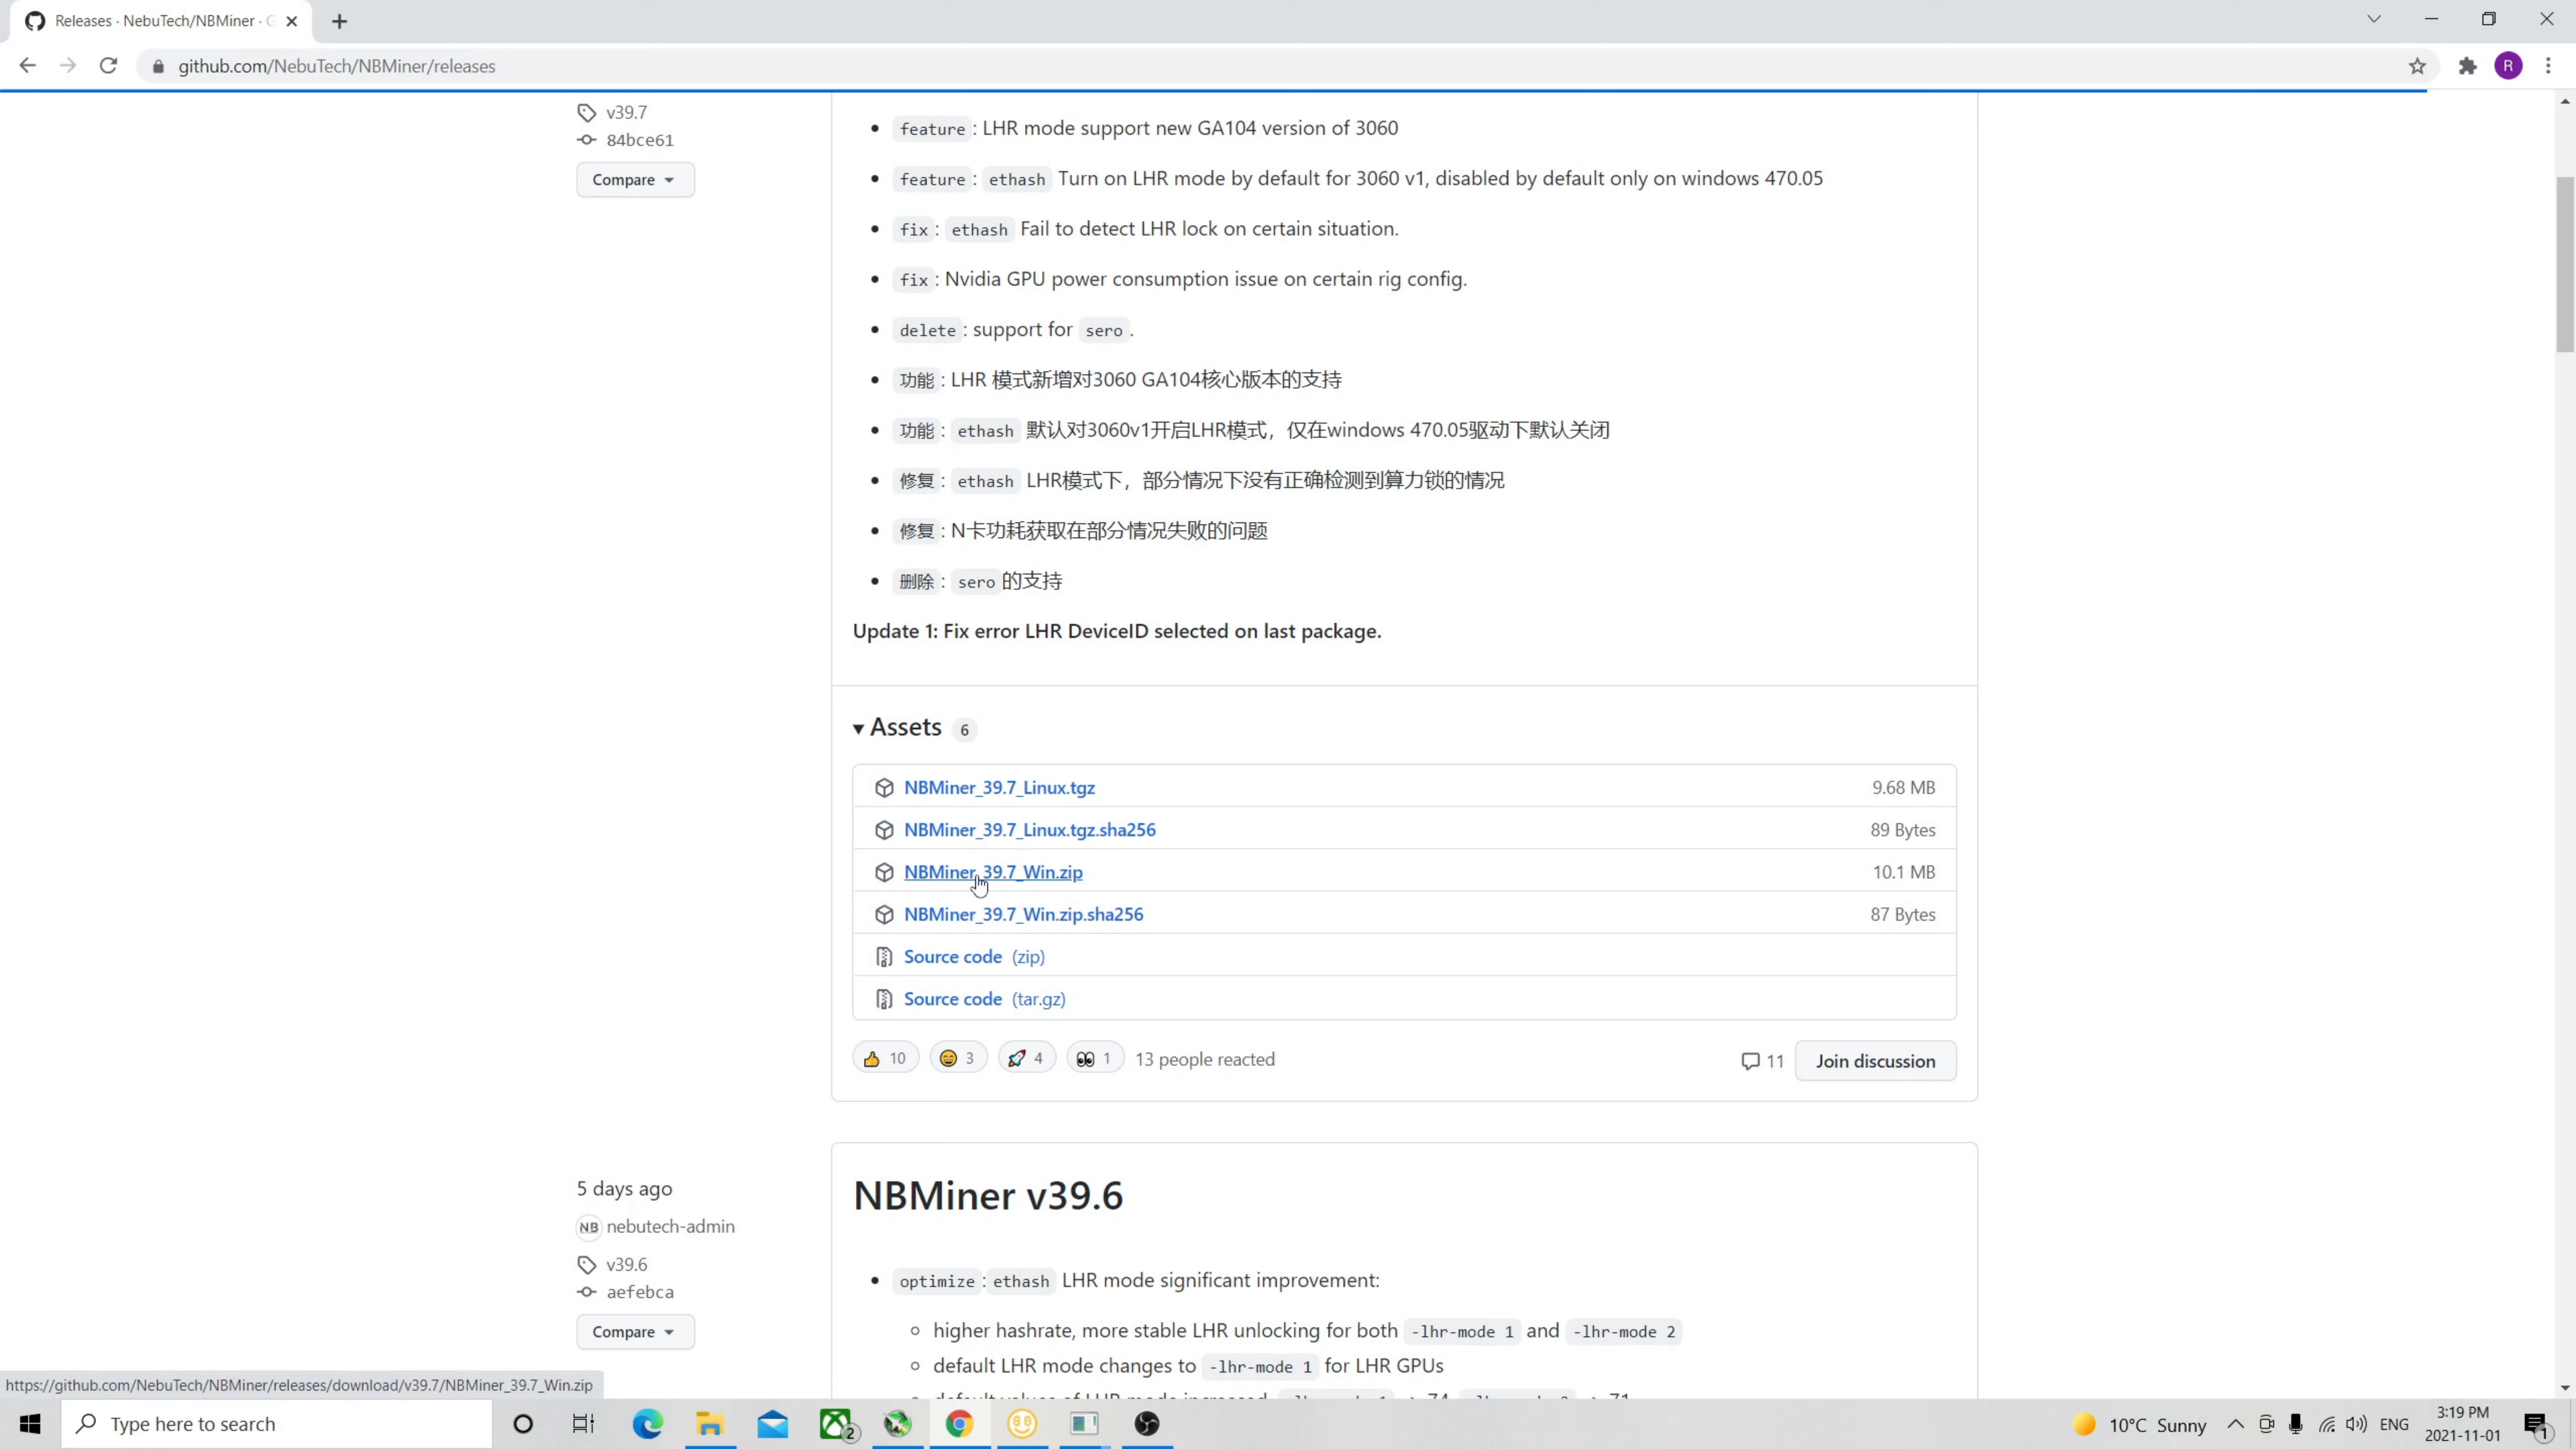 Releases · NebuTech/NBMiner · G
github.com/NebuTech/NBMiner/releases
R
v39.7
84bce61
Compare
feature : LHR mode support new GA104 version of 3060
feature : ethash Turn on LHR mode by default for 3060 v1, disabled by default only on windows 470.05
fix : ethash Fail to detect LHR lock on certain situation.
fix : Nvidia GPU power consumption issue on certain rig config.
delete : support for sero .
功能 : LHR 模式新增对3060 GA104核心版本的支持
功能 : ethash 默认对3060v1开启LHR模式，仅在windows 470.05驱动下默认关闭
修复 : ethash LHR模式下，部分情况下没有正确检测到算力锁的情况
修复 : N卡功耗获取在部分情况失败的问题
删除 : sero 的支持
Update 1: Fix error LHR DeviceID selected on last package.
Assets 6
NBMiner_39.7_Linux.tgz 9.68 MB
NBMiner_39.7_Linux.tgz.sha256 89 Bytes
NBMiner_39.7_Win.zip 10.1 MB
NBMiner_39.7_Win.zip.sha256 87 Bytes
Source code (zip)
Source code (tar.gz)
10 3 4 1 13 people reacted 11 Join discussion
5 days ago
NB nebutech-admin
v39.6
aefebca
Compare
NBMiner v39.6
optimize : ethash LHR mode significant improvement:
higher hashrate, more stable LHR unlocking for both -lhr-mode 1 and -lhr-mode 2
default LHR mode changes to -lhr-mode 1 for LHR GPUs
https://github.com/NebuTech/NBMiner/releases/download/v39.7/NBMiner_39.7_Win.zip
Type here to search
2
10°C Sunny
ENG
3:19 PM
2021-11-01
1